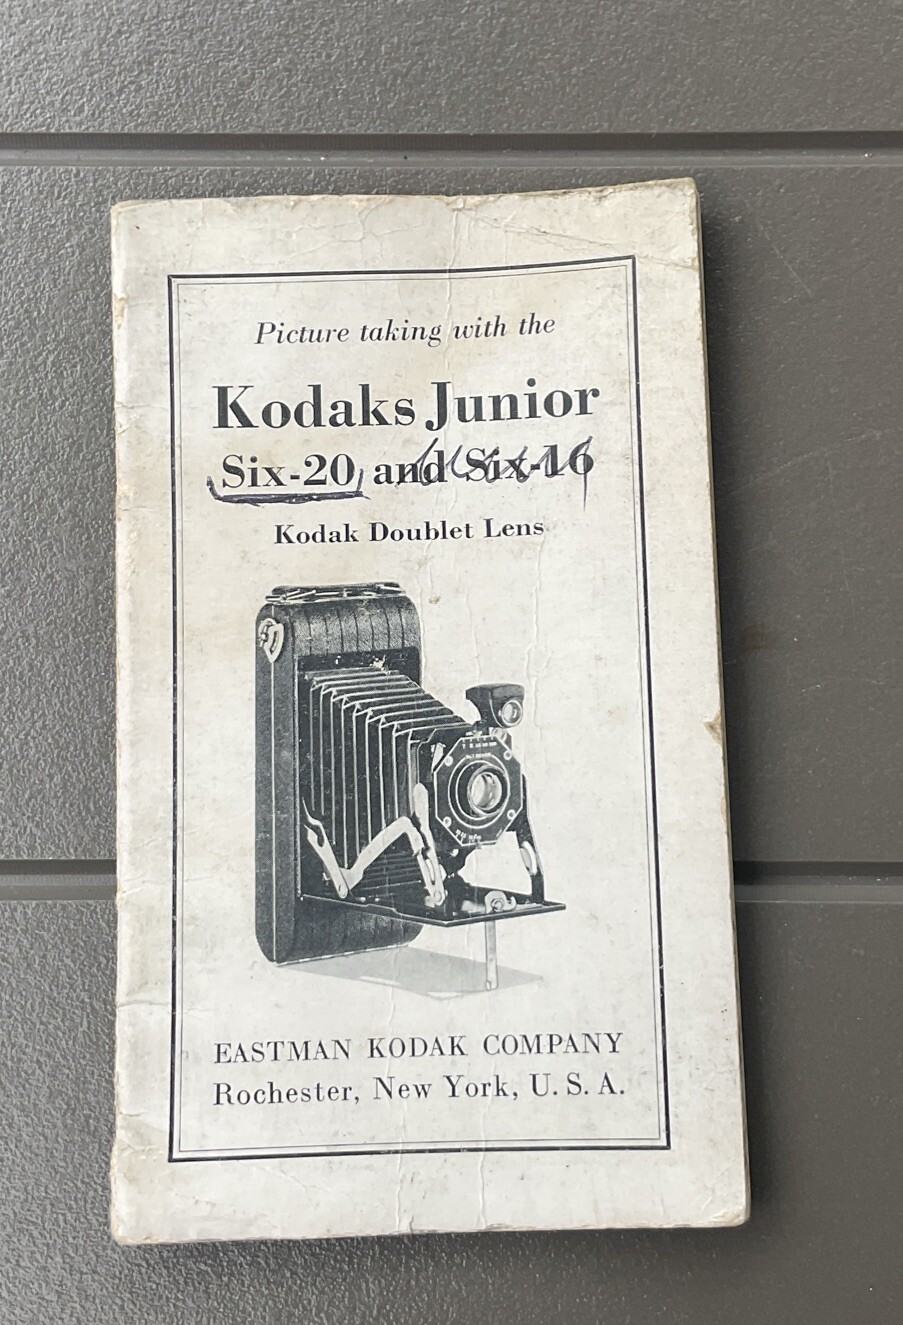 Picture taking with the
Kodaks Junior
Six-20 and Six-16
Kodak Doublet Lens
EASTMAN KODAK COMPANY
Rochester, New York, U. S. A.